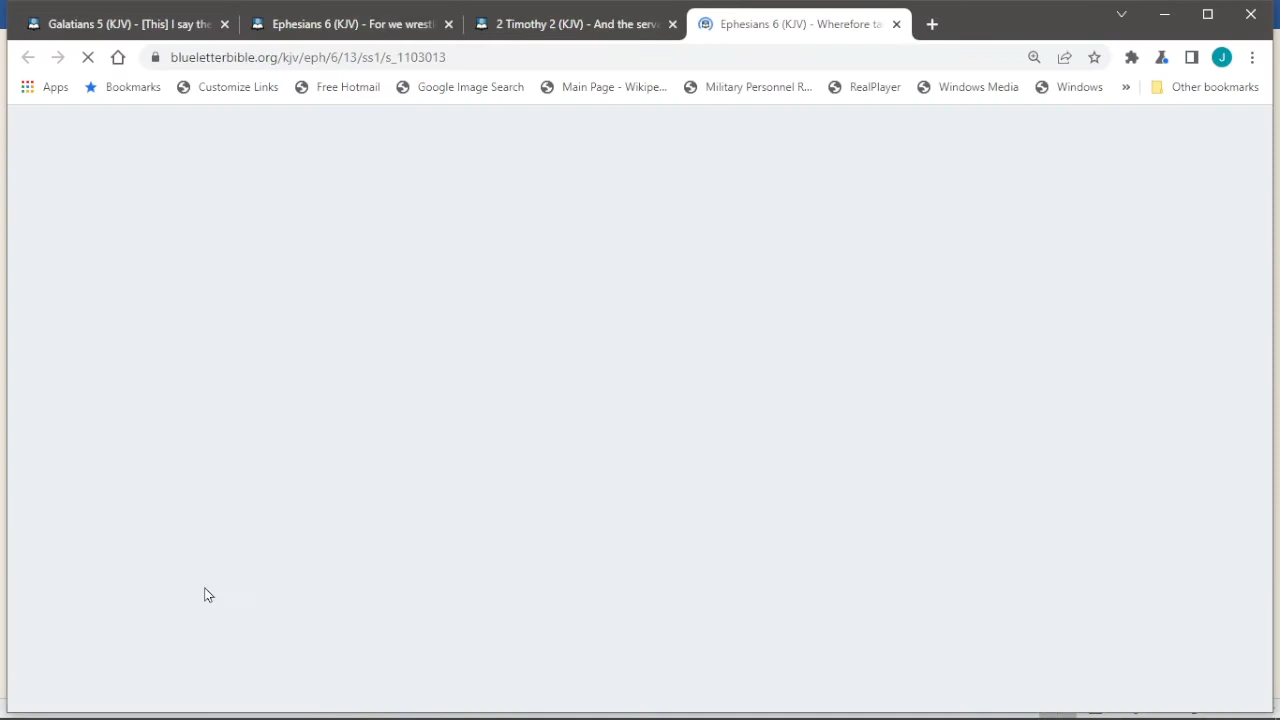 Galatians 5 (KJV) - [This] I say the
Ephesians 6 (KJV) - For we wrestl
2 Timothy 2 (KJV) - And the serv
Ephesians 6 (KJV) - Wherefore ta
blueletterbible.org/kjv/eph/6/13/ss1/s_1103013
J
Apps
Bookmarks
Customize Links
Free Hotmail
Google Image Search
Main Page - Wikipe...
Military Personnel R...
RealPlayer
Windows Media
Windows
»
Other bookmarks